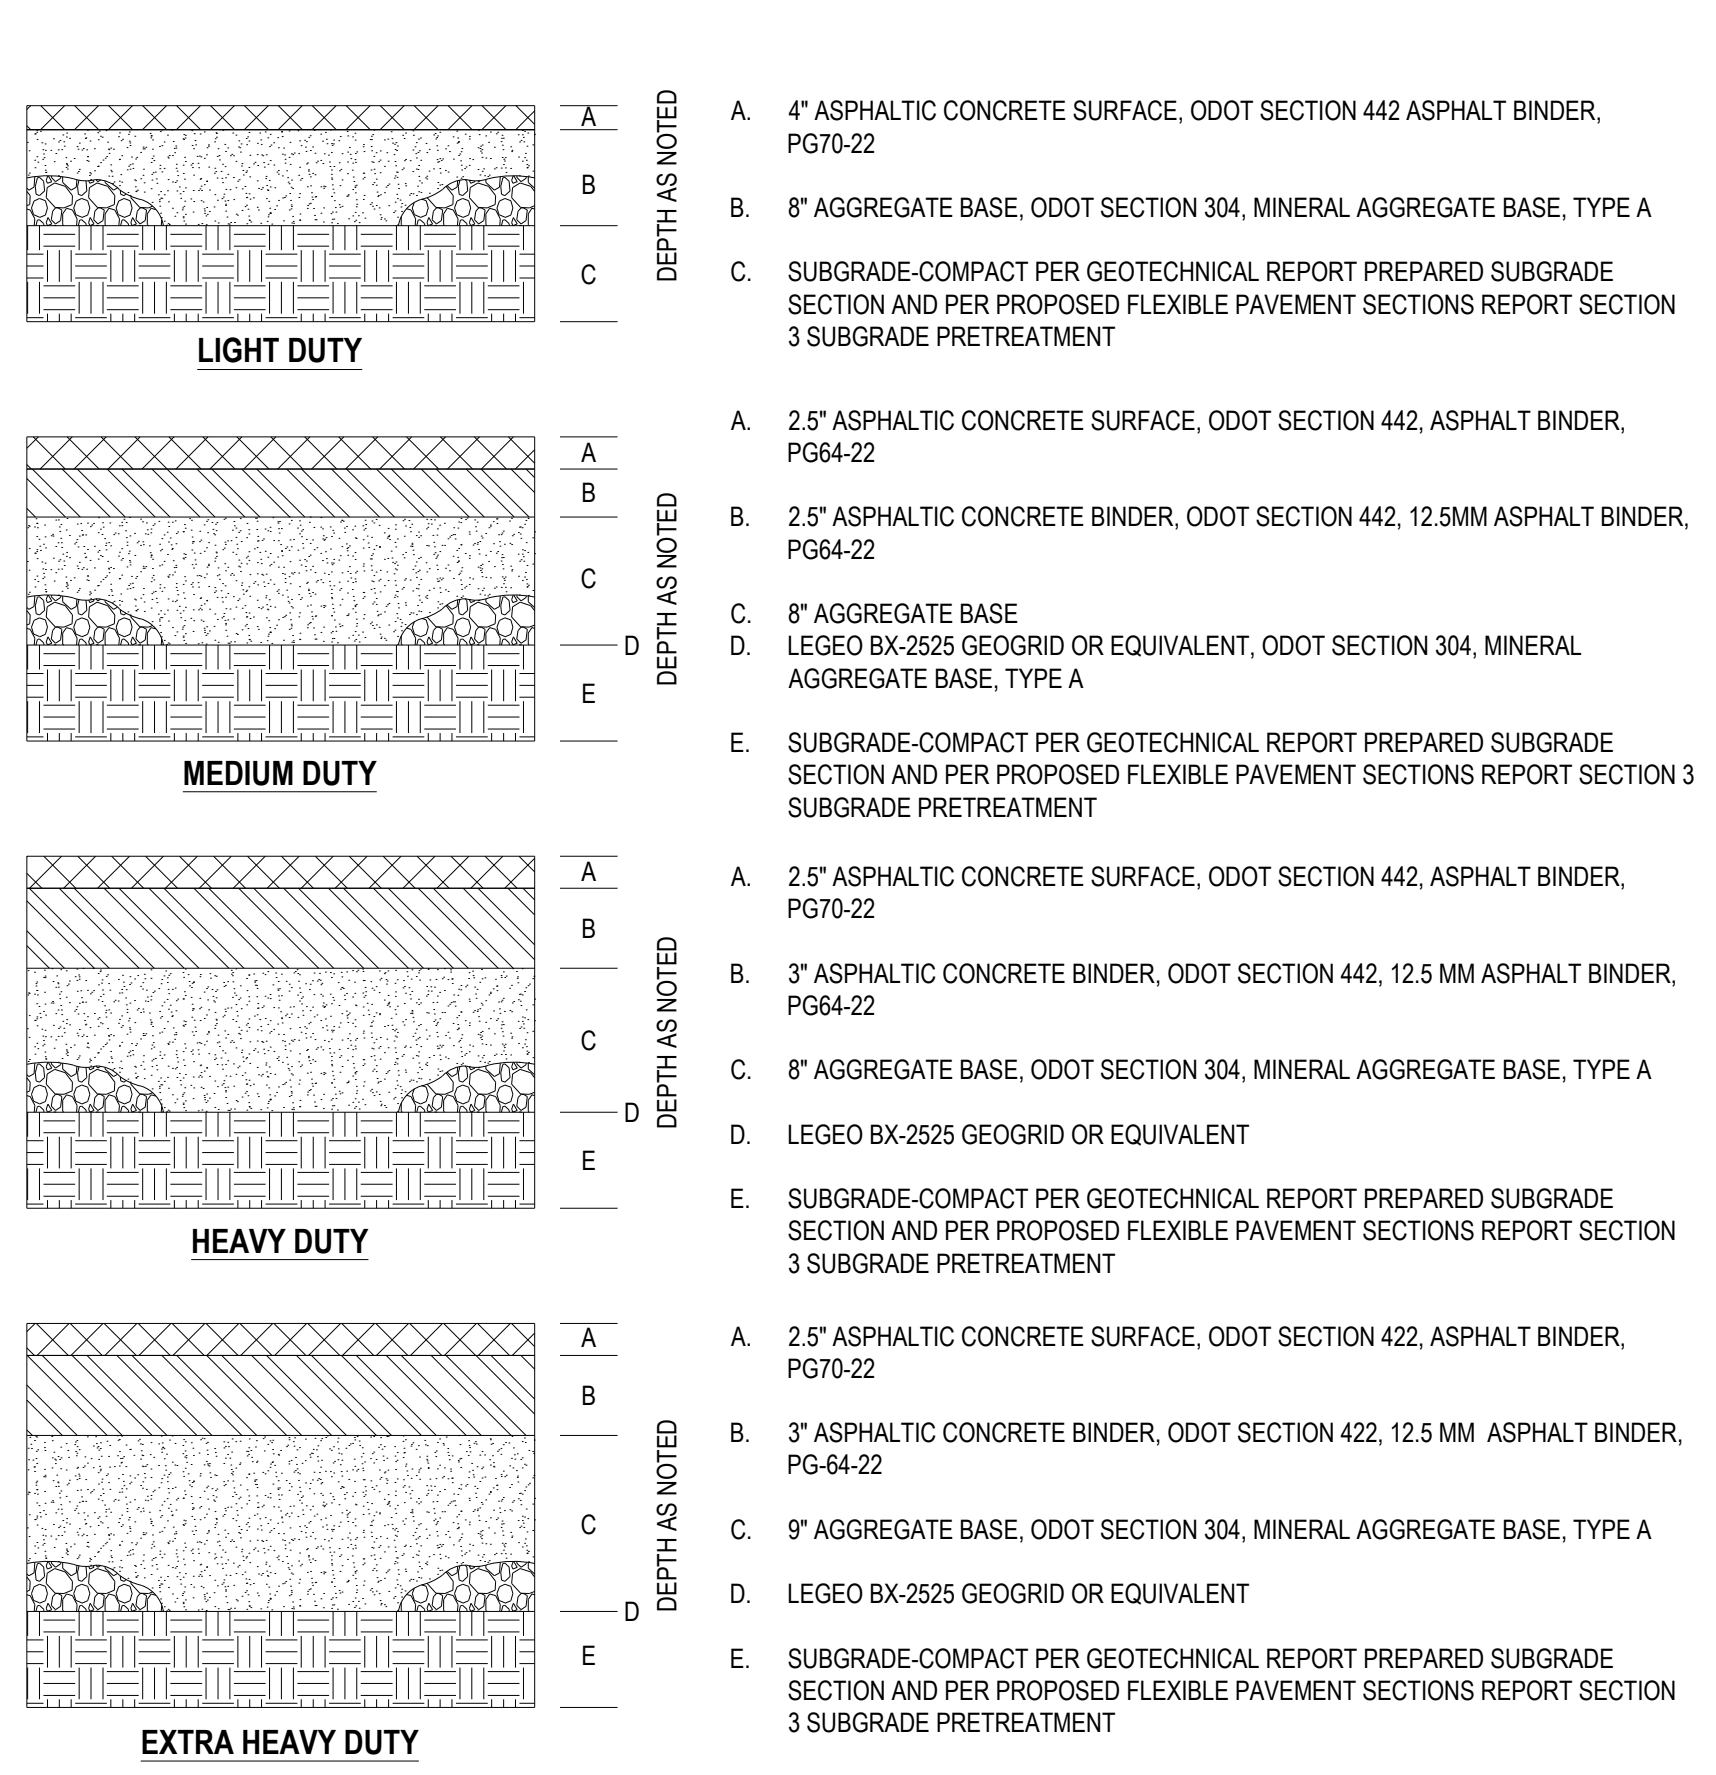 A
B
C
DEPTH AS NOTED
LIGHT DUTY
A. 4" ASPHALTIC CONCRETE SURFACE, ODOT SECTION 442 ASPHALT BINDER,
PG70-22
B. 8" AGGREGATE BASE, ODOT SECTION 304, MINERAL AGGREGATE BASE, TYPE A
C. SUBGRADE-COMPACT PER GEOTECHNICAL REPORT PREPARED SUBGRADE
SECTION AND PER PROPOSED FLEXIBLE PAVEMENT SECTIONS REPORT SECTION
3 SUBGRADE PRETREATMENT
A
B
C
D
E
DEPTH AS NOTED
MEDIUM DUTY
A. 2.5" ASPHALTIC CONCRETE SURFACE, ODOT SECTION 442, ASPHALT BINDER,
PG64-22
B. 2.5" ASPHALTIC CONCRETE BINDER, ODOT SECTION 442, 12.5MM ASPHALT BINDER,
PG64-22
C. 8" AGGREGATE BASE
D. LEGEO BX-2525 GEOGRID OR EQUIVALENT, ODOT SECTION 304, MINERAL
AGGREGATE BASE, TYPE A
E. SUBGRADE-COMPACT PER GEOTECHNICAL REPORT PREPARED SUBGRADE
SECTION AND PER PROPOSED FLEXIBLE PAVEMENT SECTIONS REPORT SECTION 3
SUBGRADE PRETREATMENT
A
B
C
D
E
DEPTH AS NOTED
HEAVY DUTY
A. 2.5" ASPHALTIC CONCRETE SURFACE, ODOT SECTION 442, ASPHALT BINDER,
PG70-22
B. 3" ASPHALTIC CONCRETE BINDER, ODOT SECTION 442, 12.5 MM ASPHALT BINDER,
PG64-22
C. 8" AGGREGATE BASE, ODOT SECTION 304, MINERAL AGGREGATE BASE, TYPE A
D. LEGEO BX-2525 GEOGRID OR EQUIVALENT
E. SUBGRADE-COMPACT PER GEOTECHNICAL REPORT PREPARED SUBGRADE
SECTION AND PER PROPOSED FLEXIBLE PAVEMENT SECTIONS REPORT SECTION
3 SUBGRADE PRETREATMENT
A
B
C
D
E
DEPTH AS NOTED
EXTRA HEAVY DUTY
A. 2.5" ASPHALTIC CONCRETE SURFACE, ODOT SECTION 422, ASPHALT BINDER,
PG70-22
B. 3" ASPHALTIC CONCRETE BINDER, ODOT SECTION 422, 12.5 MM ASPHALT BINDER,
PG-64-22
C. 9" AGGREGATE BASE, ODOT SECTION 304, MINERAL AGGREGATE BASE, TYPE A
D. LEGEO BX-2525 GEOGRID OR EQUIVALENT
E. SUBGRADE-COMPACT PER GEOTECHNICAL REPORT PREPARED SUBGRADE
SECTION AND PER PROPOSED FLEXIBLE PAVEMENT SECTIONS REPORT SECTION
3 SUBGRADE PRETREATMENT